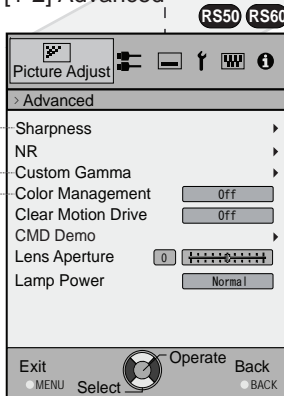 [1-2] Advanced
RS50 RS60
Picture Adjust
> Advanced
Sharpness
NR
Custom Gamma
Color Management Off
Clear Motion Drive Off
CMD Demo
Lens Aperture 0
Lamp Power Normal
Exit Operate Back
MENU Select BACK